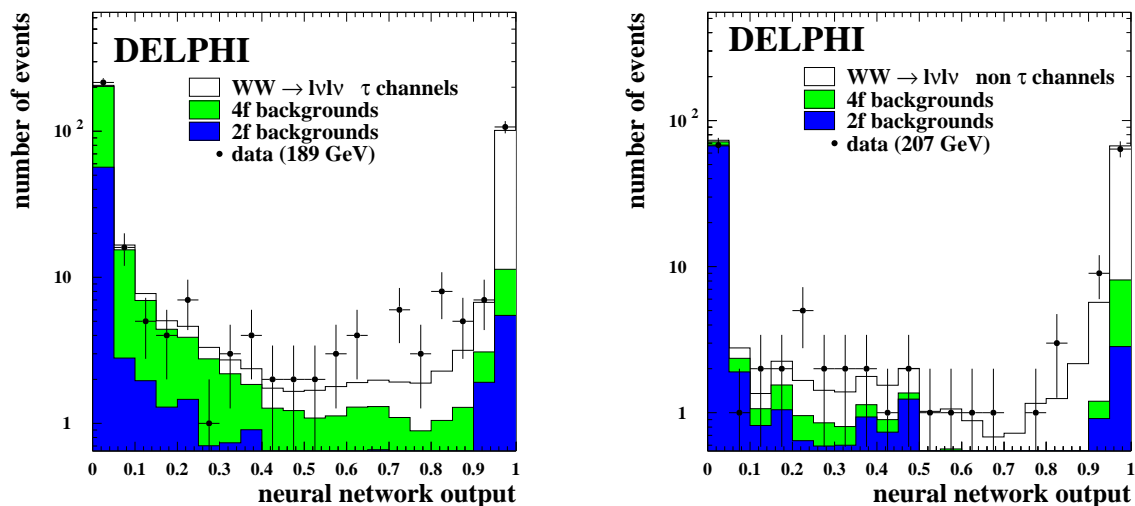 number of events
DELPHI
WW → lνlν τ channels
4f backgrounds
2f backgrounds
data (189 GeV)
10²
10
1
0 0.1 0.2 0.3 0.4 0.5 0.6 0.7 0.8 0.9 1
neural network output
number of events
DELPHI
WW → lνlν non τ channels
4f backgrounds
2f backgrounds
data (207 GeV)
10²
10
1
0 0.1 0.2 0.3 0.4 0.5 0.6 0.7 0.8 0.9 1
neural network output